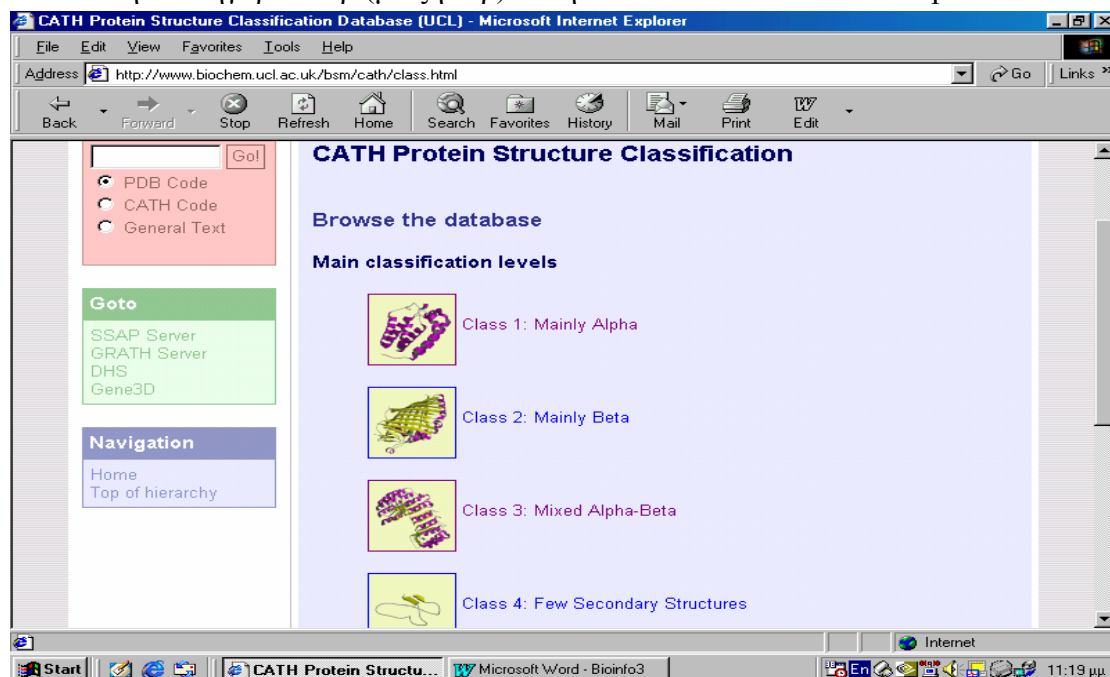 CATH Protein Structure Classification Database (UCL) - Microsoft Internet Explorer
File Edit View Favorites Tools Help
Address http://www.biochem.ucl.ac.uk/bsm/cath/class.html Go Links »
Back Forward Stop Refresh Home Search Favorites History Mail Print Edit
Go!
PDB Code
CATH Code
General Text
Goto
SSAP Server
GRATH Server
DHS
Gene3D
Navigation
Home
Top of hierarchy
CATH Protein Structure Classification
Browse the database
Main classification levels
Class 1: Mainly Alpha
Class 2: Mainly Beta
Class 3: Mixed Alpha-Beta
Class 4: Few Secondary Structures
Internet
Start CATH Protein Structu... Microsoft Word - Bioinfo3 En 11:19 μμ